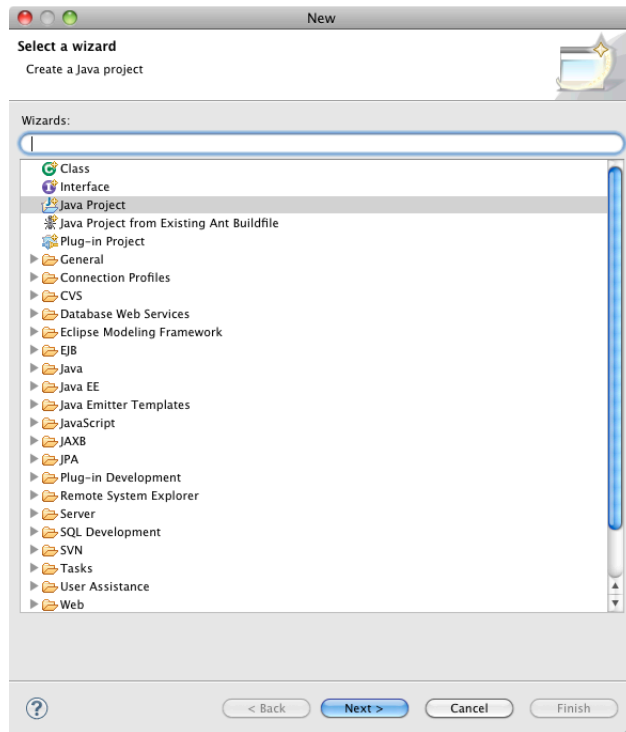 New
Select a wizard
Create a Java project
Wizards:
Class
Interface
Java Project
Java Project from Existing Ant Buildfile
Plug-in Project
General
Connection Profiles
CVS
Database Web Services
Eclipse Modeling Framework
EJB
Java
Java EE
Java Emitter Templates
JavaScript
JAXB
JPA
Plug-in Development
Remote System Explorer
Server
SQL Development
SVN
Tasks
User Assistance
Web
? < Back Next > Cancel Finish